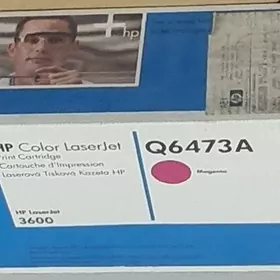 hp
HP Color LaserJet
Print Cartridge
Cartouche d'Impression
Laserová Tisková Kazeta HP
Q6473A
Magenta
HP LaserJet
3600